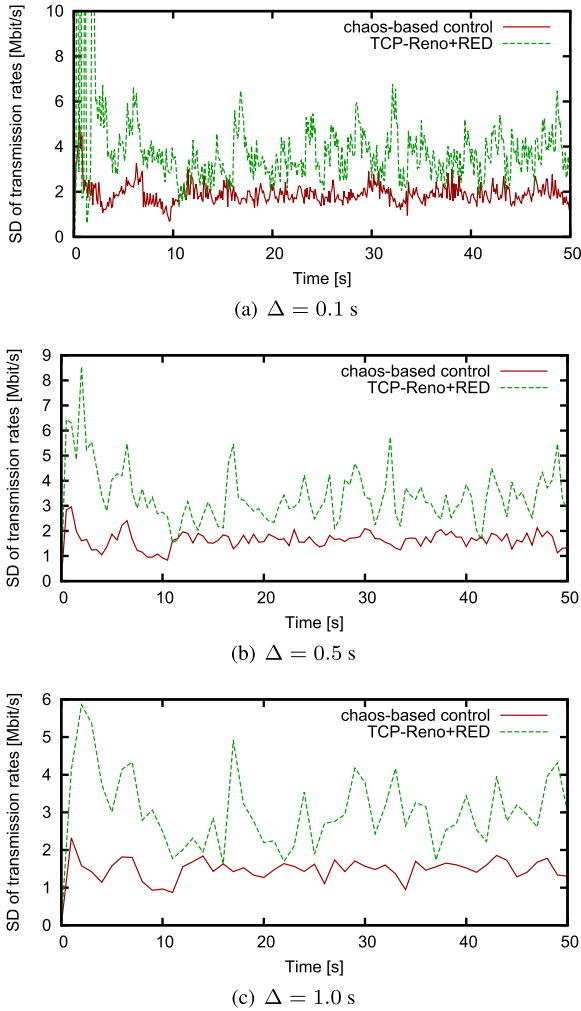 SD of transmission rates [Mbit/s]
10
8
6
4
2
0
chaos-based control
TCP-Reno+RED
0 10 20 30 40 50
Time [s]
(a) Δ = 0.1 s
SD of transmission rates [Mbit/s]
9
8
7
6
5
4
3
2
1
0
chaos-based control
TCP-Reno+RED
0 10 20 30 40 50
Time [s]
(b) Δ = 0.5 s
SD of transmission rates [Mbit/s]
6
5
4
3
2
1
0
chaos-based control
TCP-Reno+RED
0 10 20 30 40 50
Time [s]
(c) Δ = 1.0 s